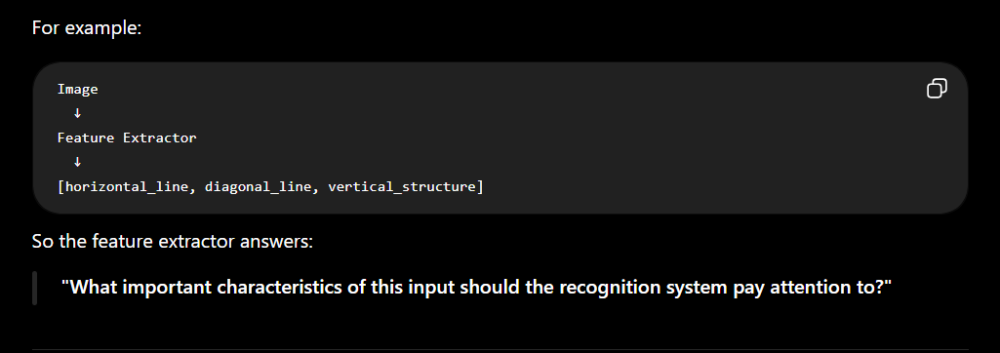 For example:
Image
↓
Feature Extractor
↓
[horizontal_line, diagonal_line, vertical_structure]
So the feature extractor answers:
"What important characteristics of this input should the recognition system pay attention to?"